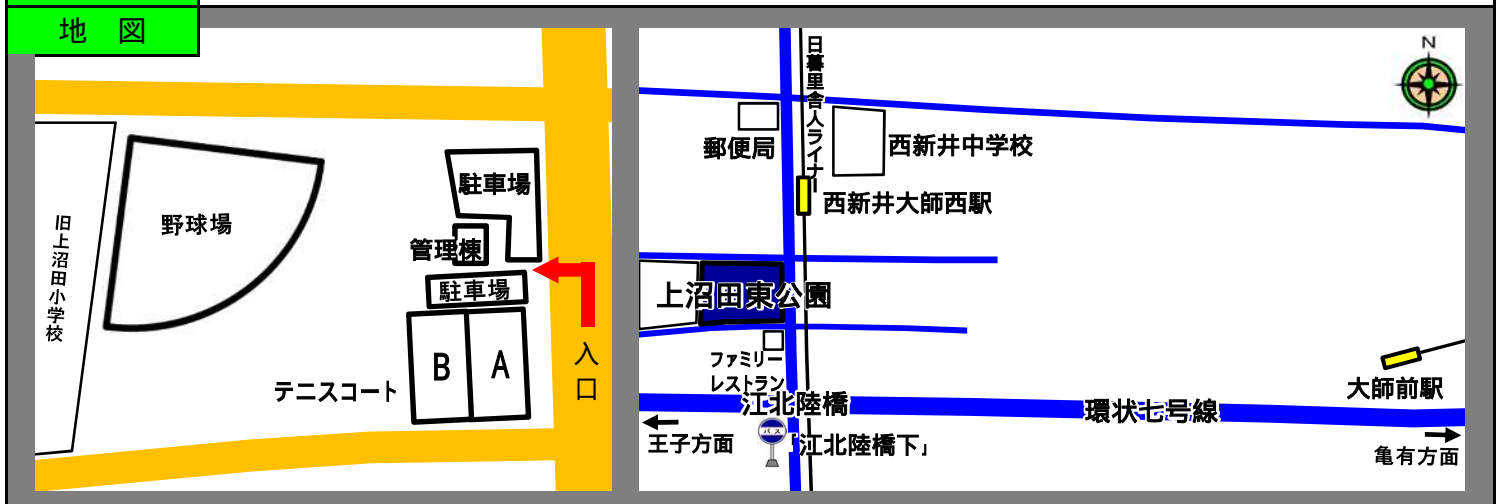 地 図
駐車場
野球場
管理棟
旧上沼田小学校
駐車場
B
A
テニスコート
入口
N
日暮里舎人ライナー
郵便局
西新井中学校
西新井大師西駅
上沼田東公園
ファミリー
レストラン
大師前駅
江北陸橋
環状七号線
王子方面
バス
「江北陸橋下」
亀有方面